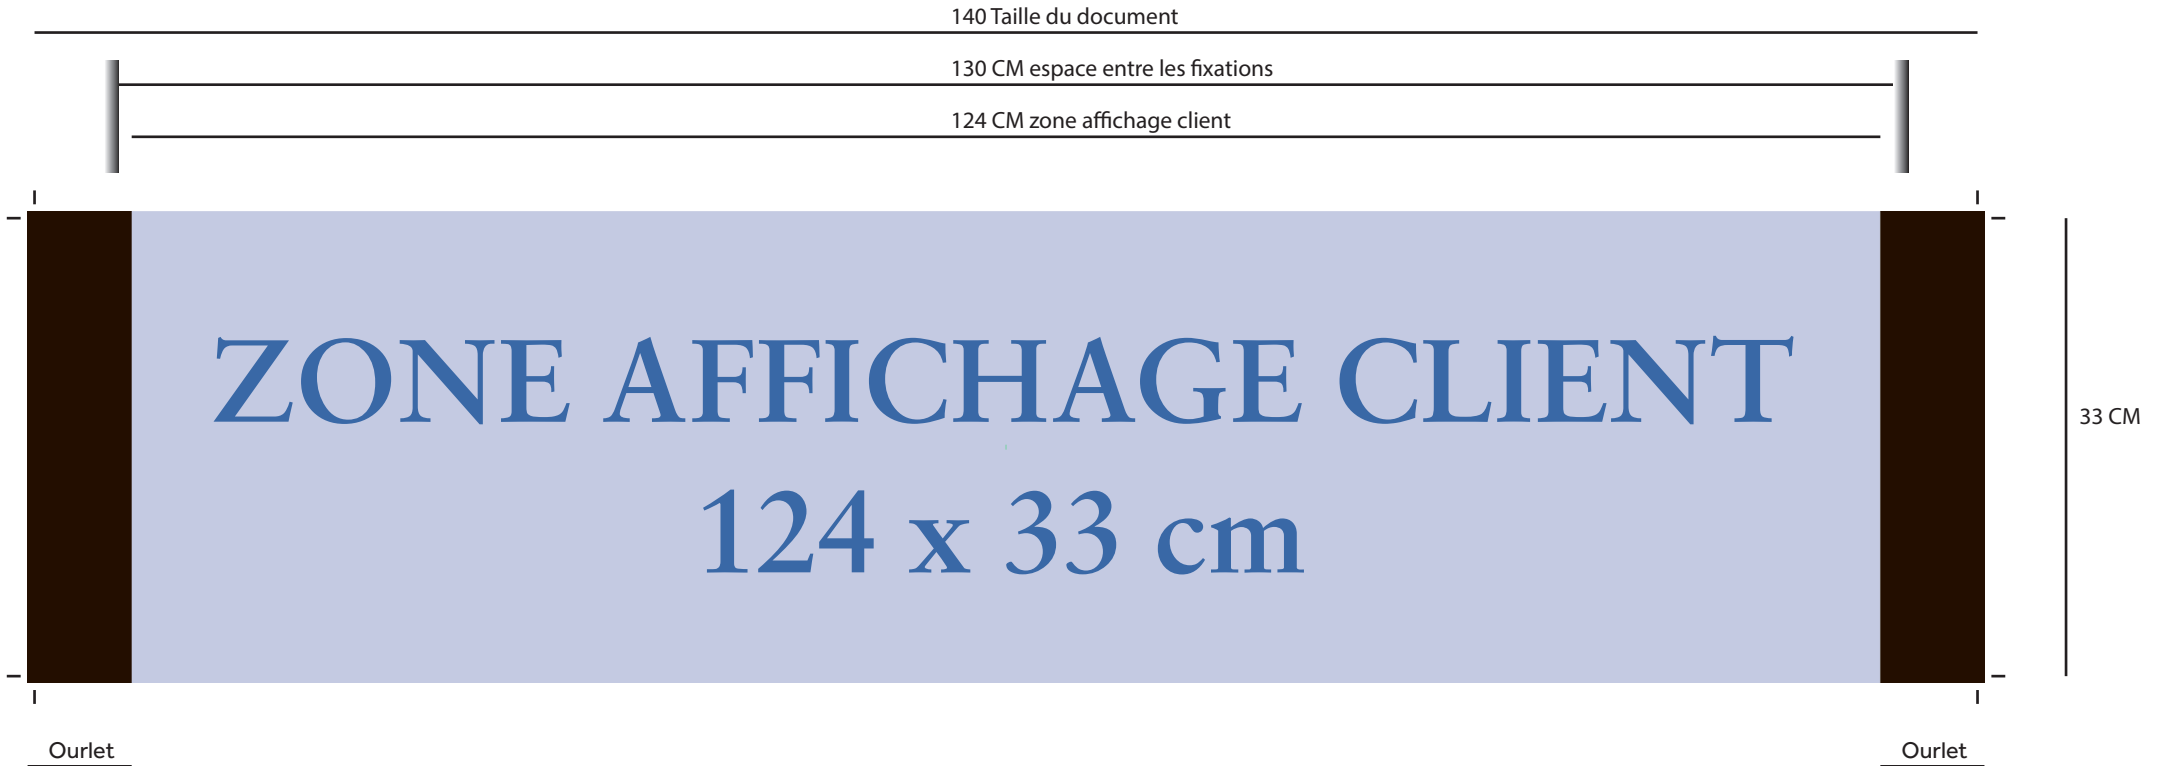 140 Taille du document
130 CM espace entre les fixations
124 CM zone affichage client
ZONE AFFICHAGE CLIENT
124 x 33 cm
33 CM
Ourlet
Ourlet